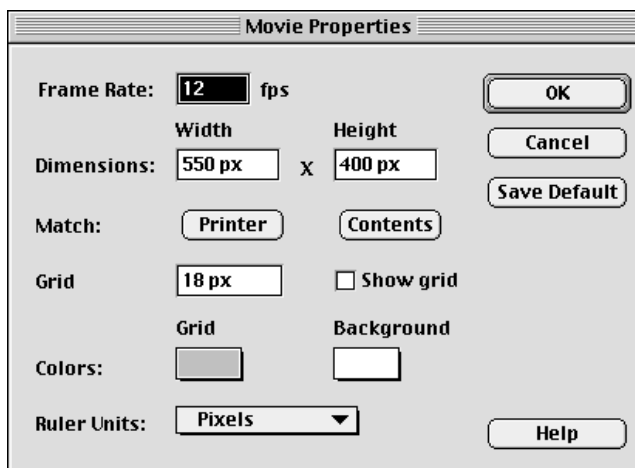 Movie Properties
Frame Rate: 12 fps
OK
Width Height
Cancel
Dimensions: 550 px x 400 px
Save Default
Match: Printer Contents
Grid 18 px Show grid
Grid Background
Colors:
Ruler Units: Pixels
Help